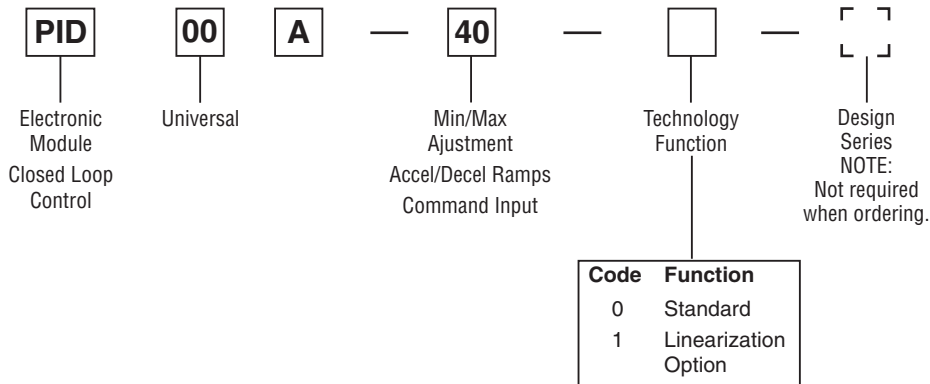 PID 00 A — 40 — —
Electronic
Module
Closed Loop
Control
Universal
Min/Max
Ajustment
Accel/Decel Ramps
Command Input
Technology
Function
Design
Series
NOTE:
Not required
when ordering.
Code Function
0 Standard
1 Linearization
Option